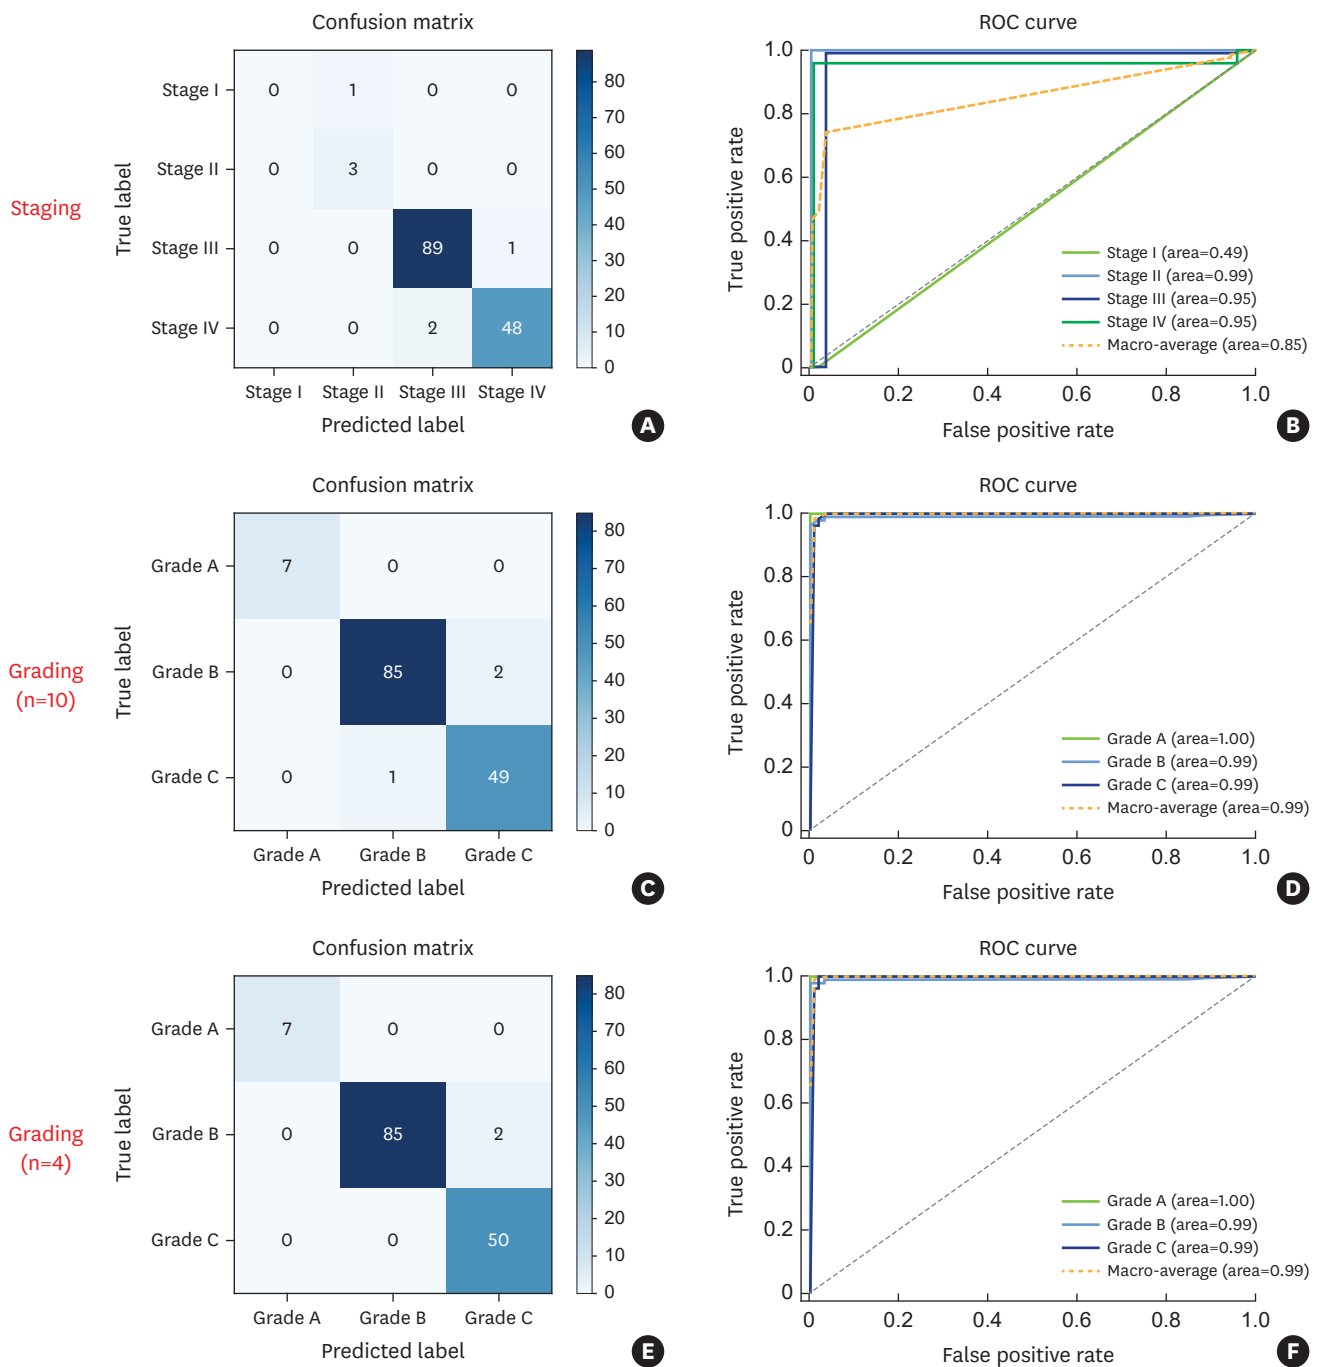 Confusion matrix
Staging
True label
Stage I
Stage II
Stage III
Stage IV
0 1 0 0
0 3 0 0
0 0 89 1
0 0 2 48
Stage I Stage II Stage III Stage IV
Predicted label
80
70
60
50
40
30
20
10
0
A
ROC curve
True positive rate
1.0
0.8
0.6
0.4
0.2
0
0 0.2 0.4 0.6 0.8 1.0
False positive rate
Stage I (area=0.49)
Stage II (area=0.99)
Stage III (area=0.95)
Stage IV (area=0.95)
Macro-average (area=0.85)
B
Confusion matrix
Grading
(n=10)
True label
Grade A
Grade B
Grade C
7 0 0
0 85 2
0 1 49
Grade A Grade B Grade C
Predicted label
80
70
60
50
40
30
20
10
0
C
ROC curve
True positive rate
1.0
0.8
0.6
0.4
0.2
0
0 0.2 0.4 0.6 0.8 1.0
False positive rate
Grade A (area=1.00)
Grade B (area=0.99)
Grade C (area=0.99)
Macro-average (area=0.99)
D
Confusion matrix
Grading
(n=4)
True label
Grade A
Grade B
Grade C
7 0 0
0 85 2
0 0 50
Grade A Grade B Grade C
Predicted label
80
70
60
50
40
30
20
10
0
E
ROC curve
True positive rate
1.0
0.8
0.6
0.4
0.2
0
0 0.2 0.4 0.6 0.8 1.0
False positive rate
Grade A (area=1.00)
Grade B (area=0.99)
Grade C (area=0.99)
Macro-average (area=0.99)
F